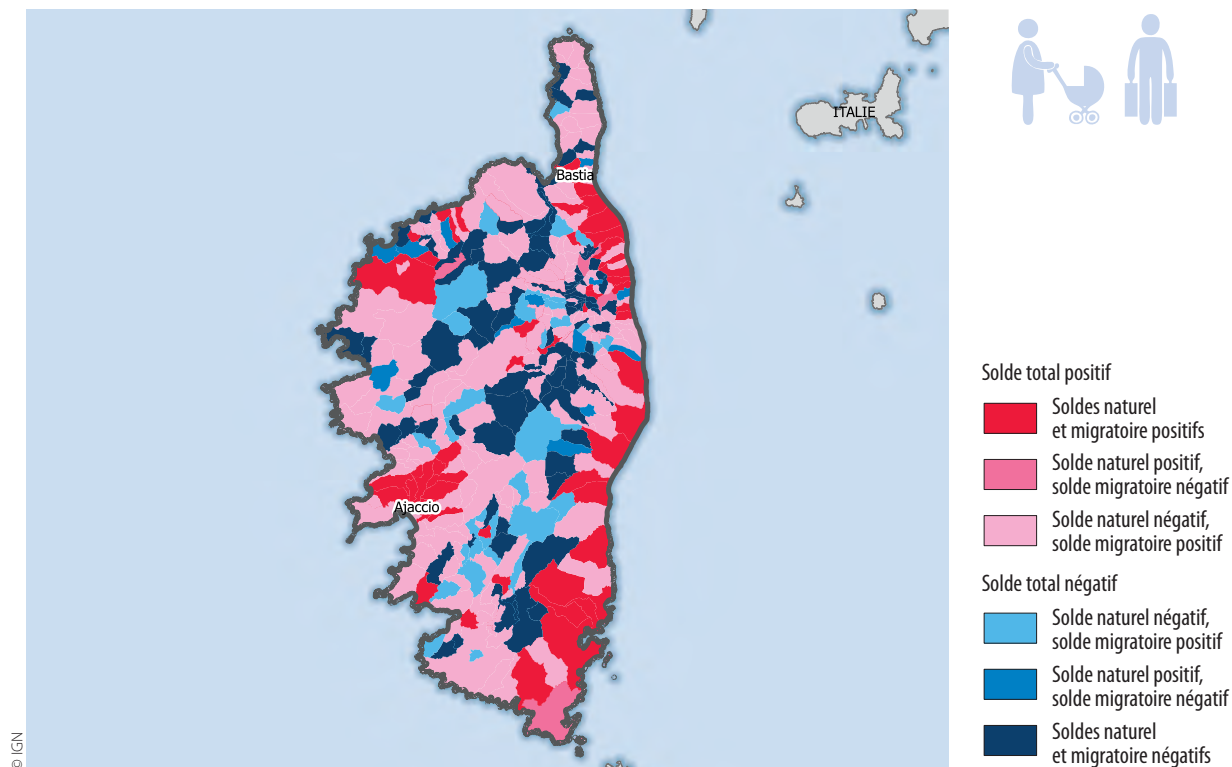 ITALIE
Bastia
Ajaccio
© IGN
Solde total positif
Soldes naturel
et migratoire positifs
Solde naturel positif,
solde migratoire négatif
Solde naturel négatif,
solde migratoire positif
Solde total négatif
Solde naturel négatif,
solde migratoire positif
Solde naturel positif,
solde migratoire négatif
Soldes naturel
et migratoire négatifs